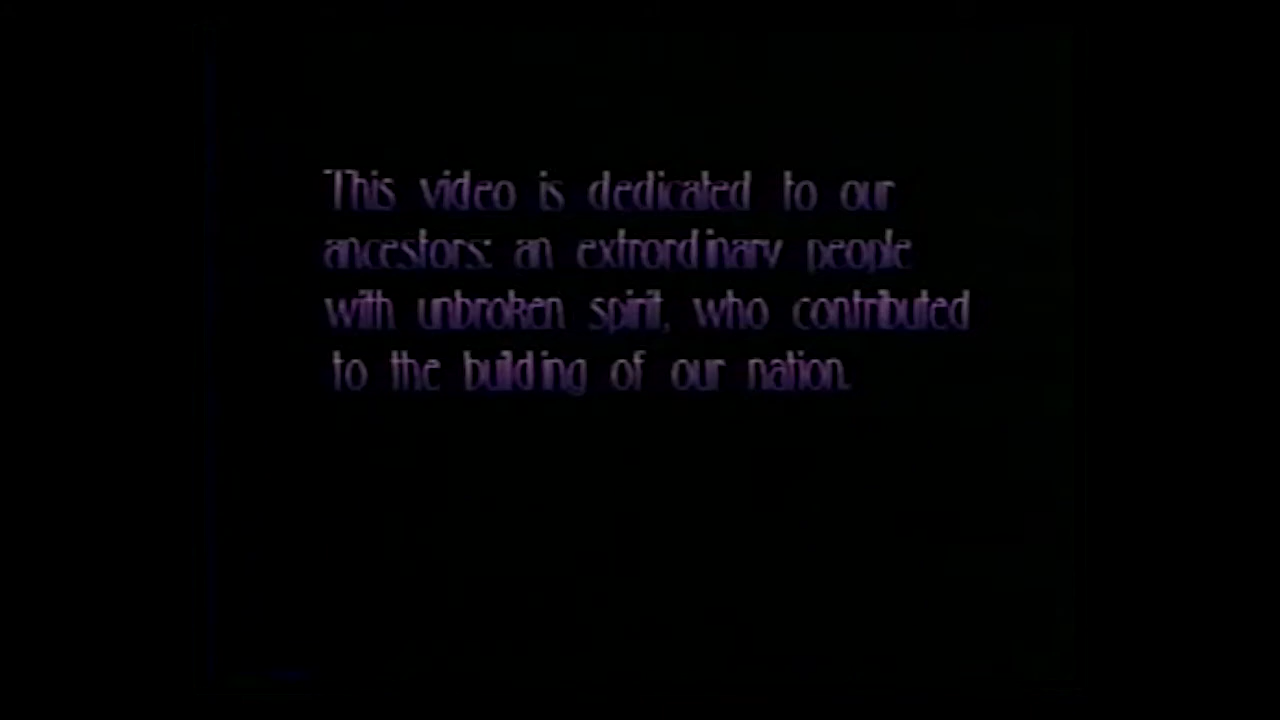 This video is dedicated to our
ancestors: an extrordinary people
with unbroken spirit, who contributed
to the building of our nation.